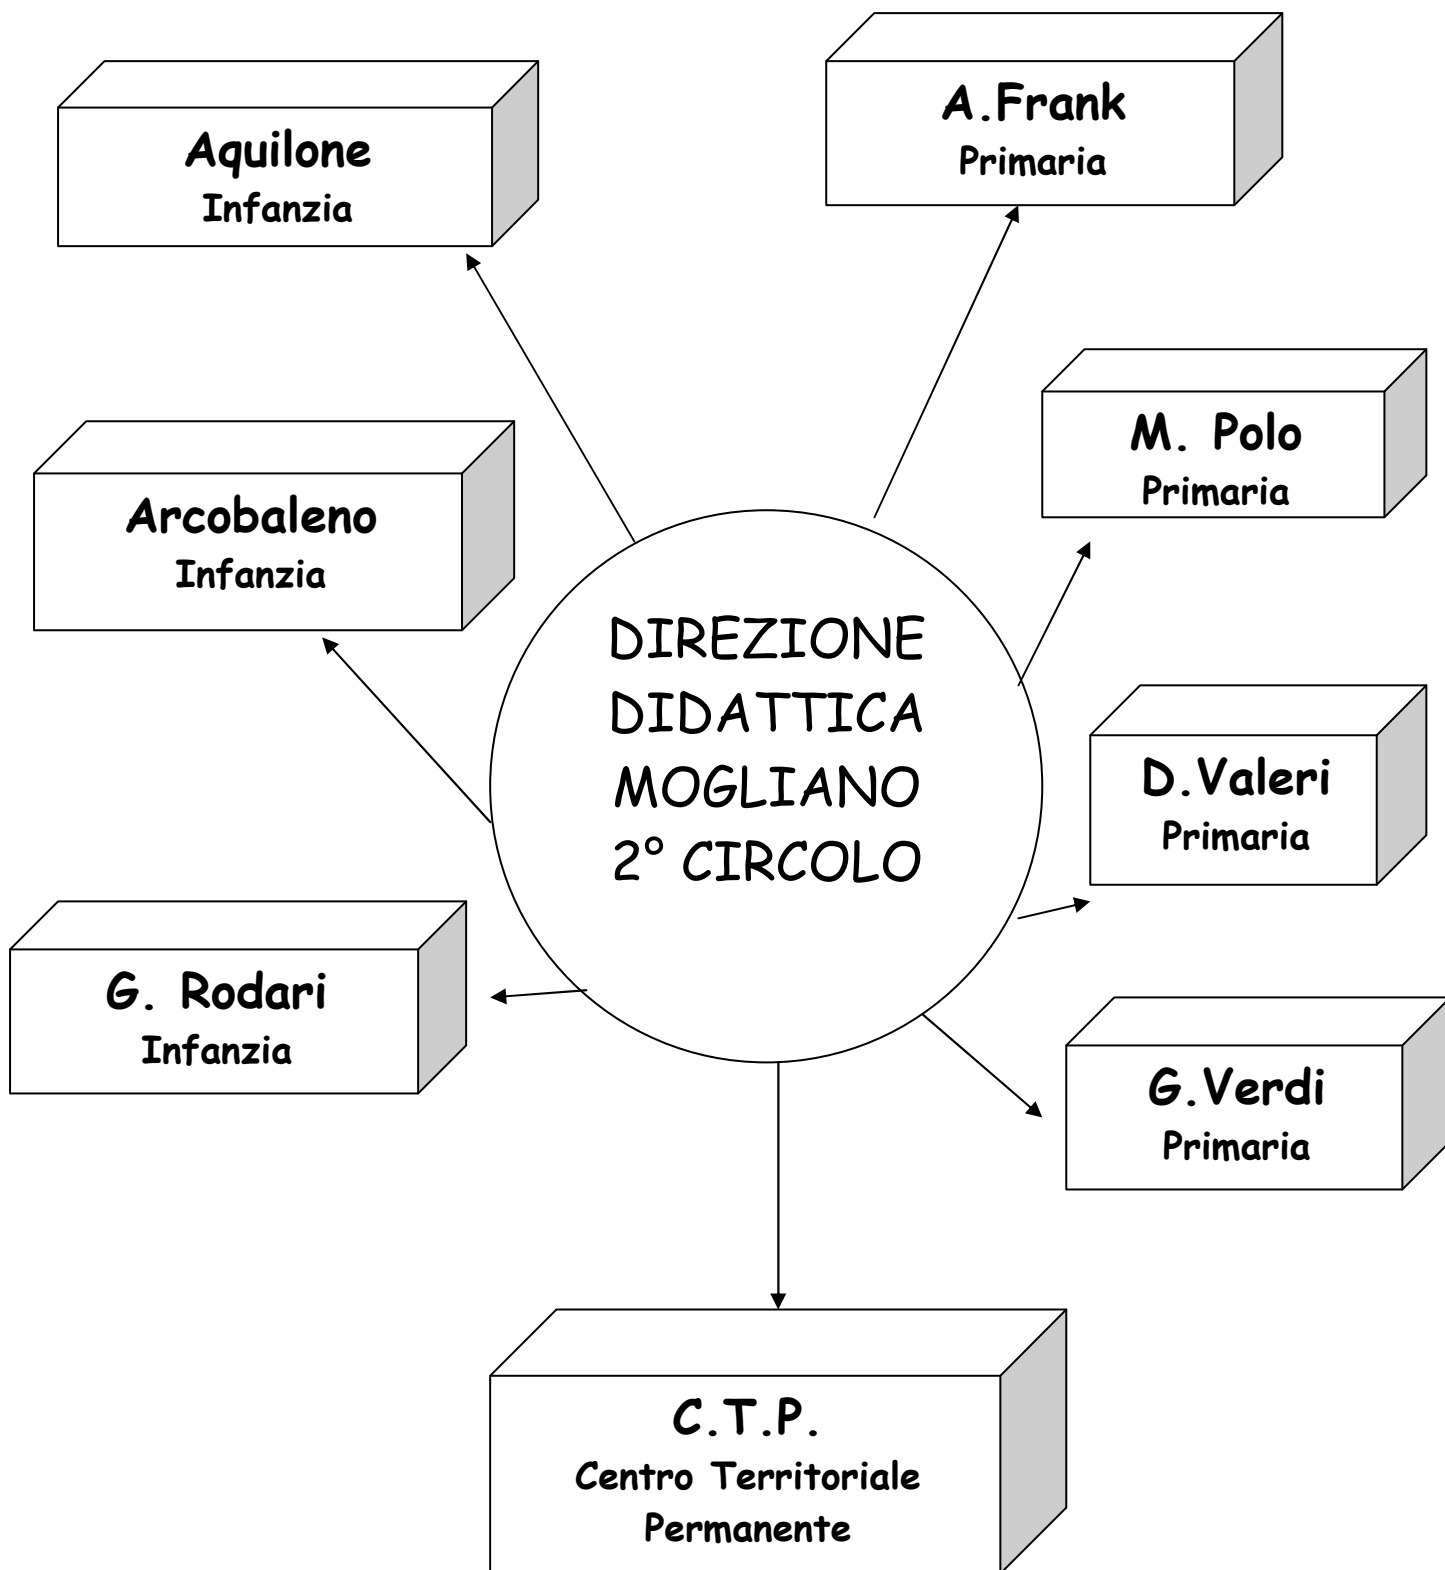 A.Frank
Primaria
Aquilone
Infanzia
M. Polo
Primaria
Arcobaleno
Infanzia
DIREZIONE
DIDATTICA
MOGLIANO
2° CIRCOLO
D.Valeri
Primaria
G. Rodari
Infanzia
G.Verdi
Primaria
C.T.P.
Centro Territoriale
Permanente